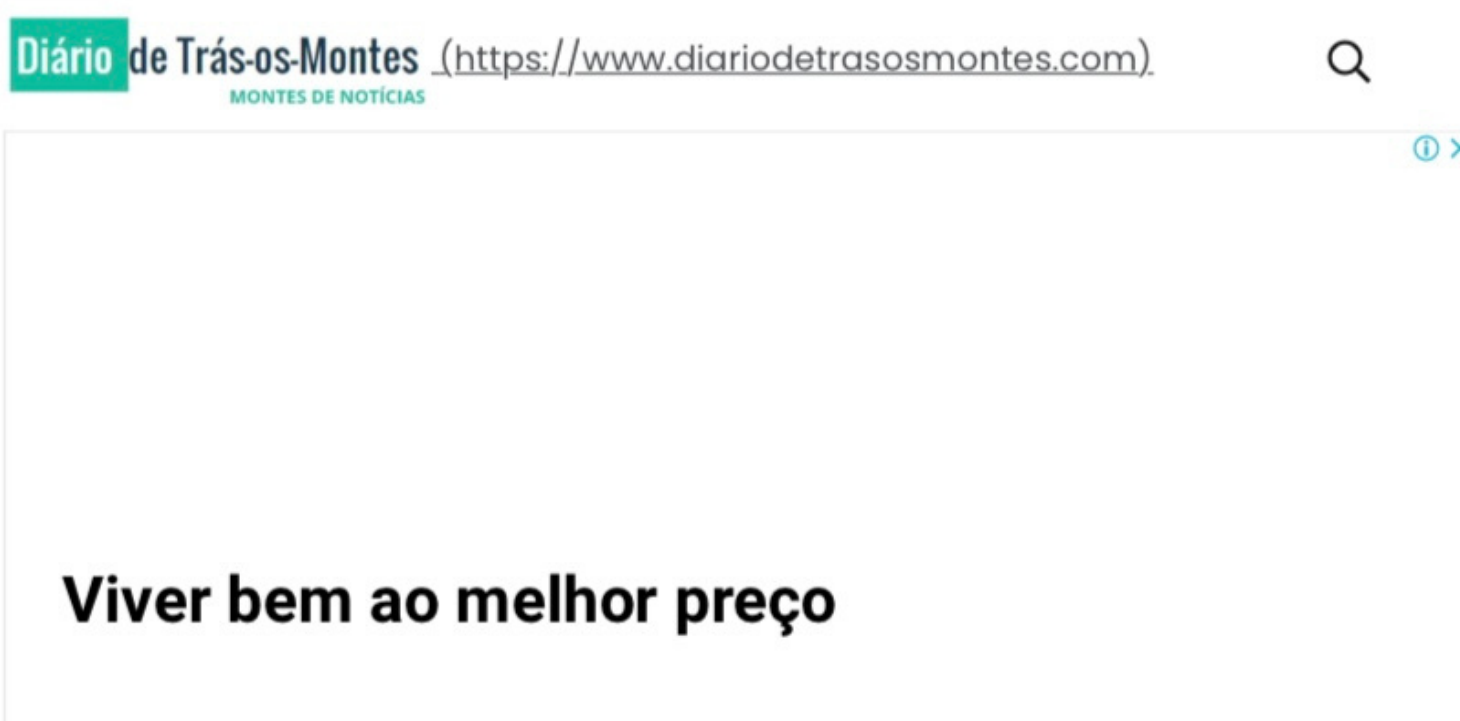 Diário de Trás-os-Montes (https://www.diariodetrasosmontes.com)
MONTES DE NOTÍCIAS
Viver bem ao melhor preço